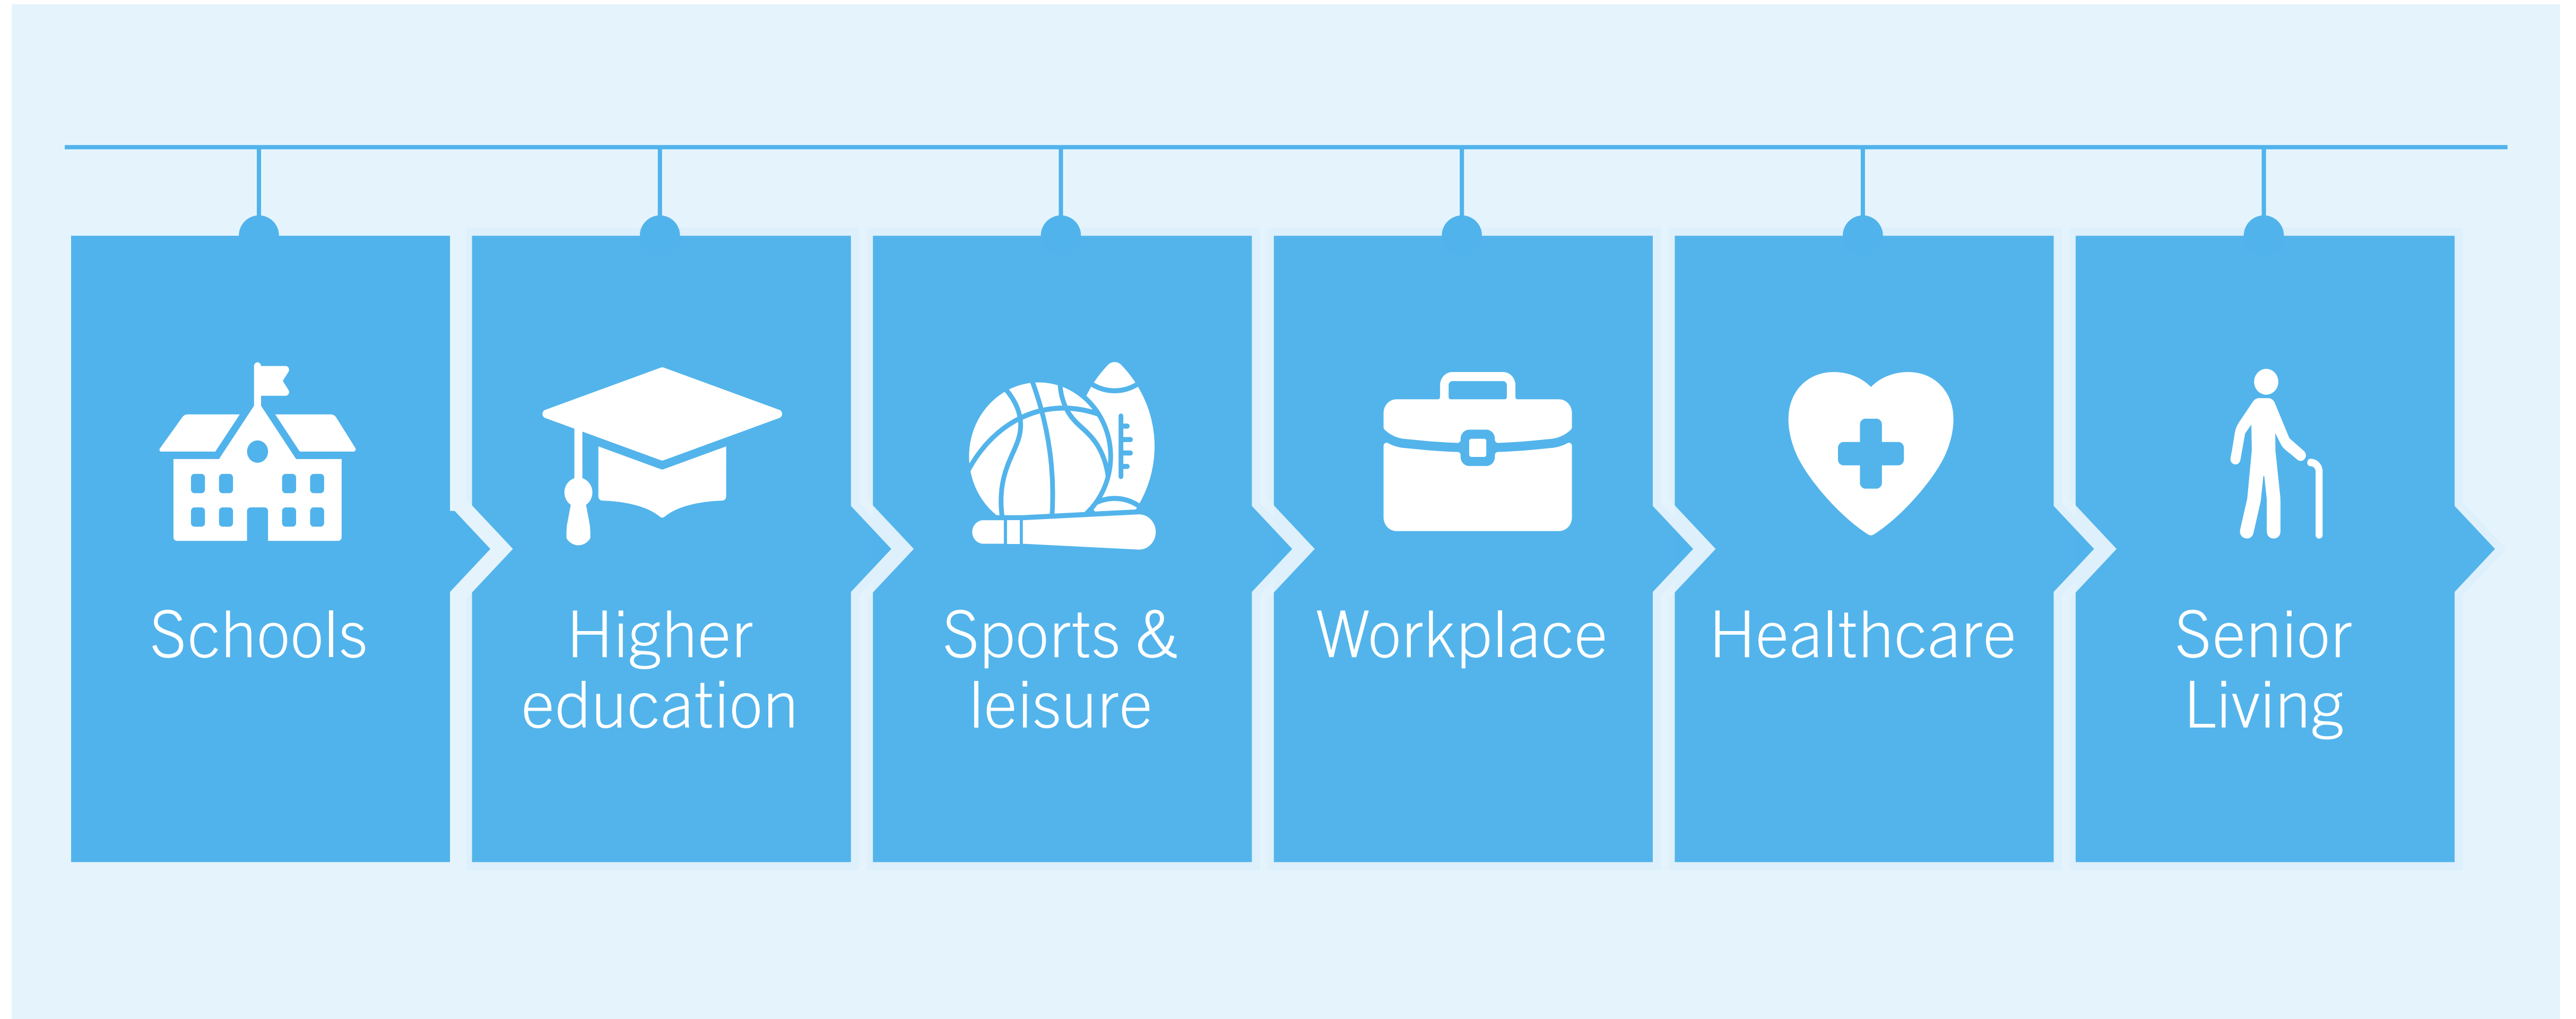 Schools
Higher
education
Sports &
leisure
Workplace
Healthcare
Senior
Living